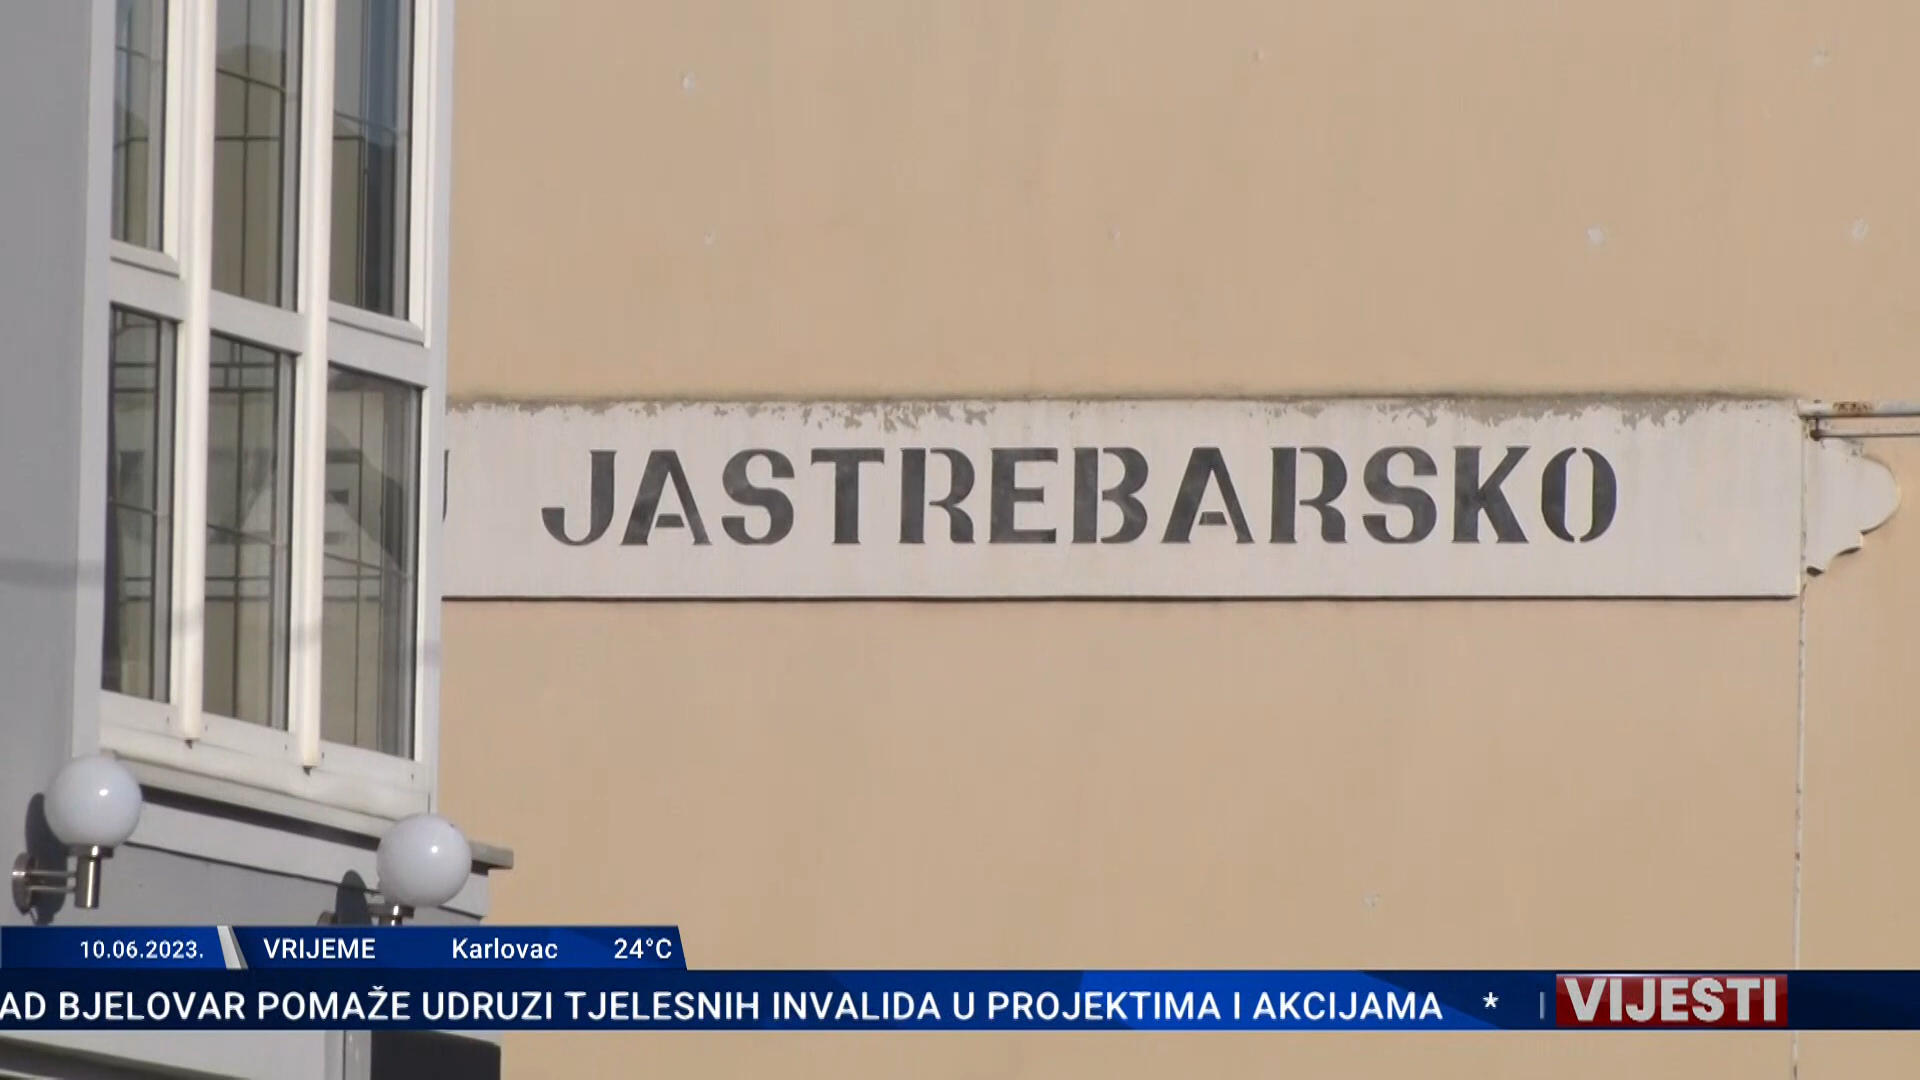 JASTREBARSKO
10.06.2023. VRIJEME Karlovac 24°C
AD BJELOVAR POMAŽE UDRUZI TJELESNIH INVALIDA U PROJEKTIMA I AKCIJAMA * VIJESTI